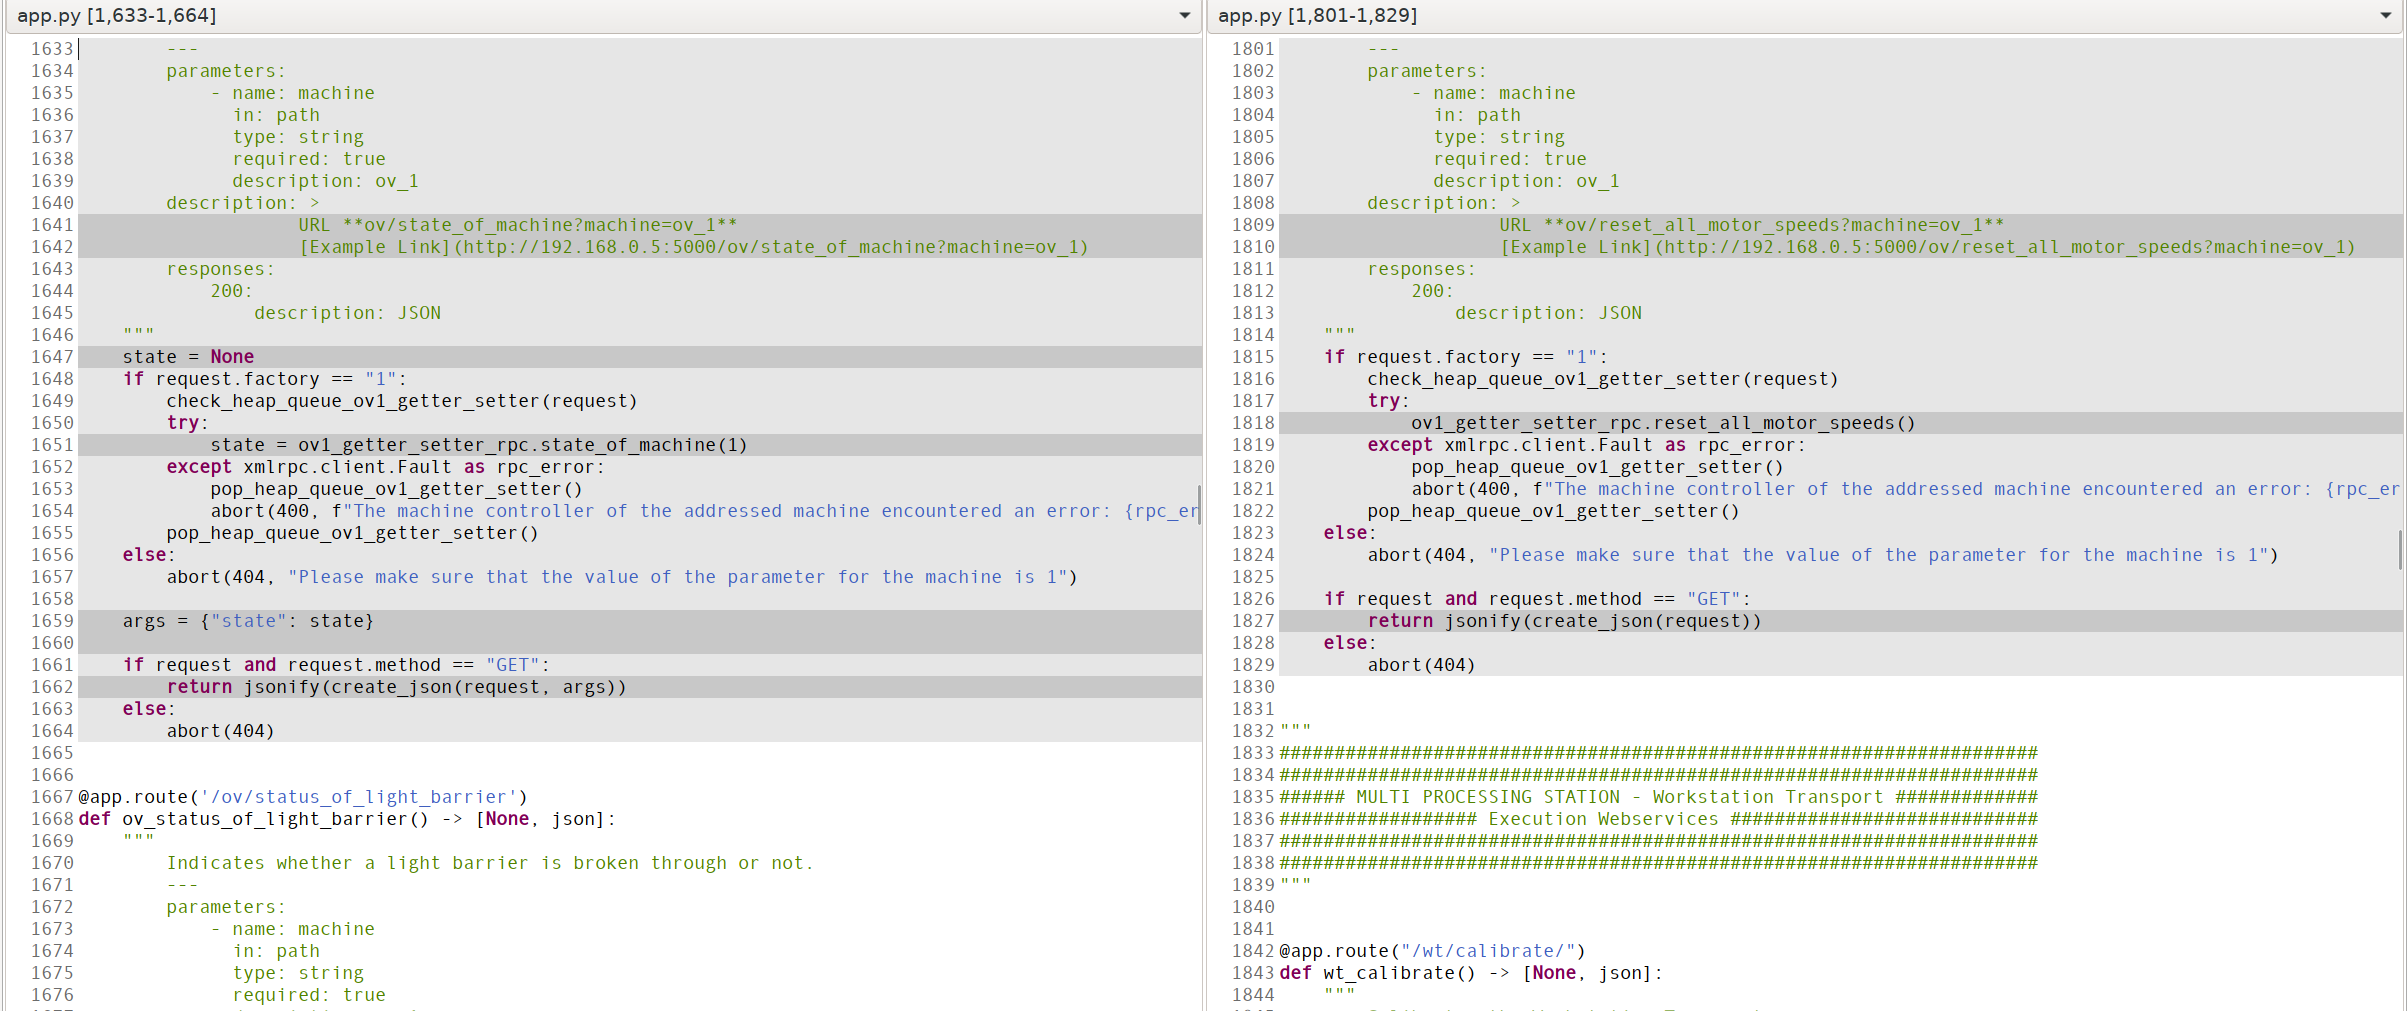 app.py [1,633-1,664]
1633         ---
1634         parameters:
1635             - name: machine
1636               in: path
1637               type: string
1638               required: true
1639               description: ov_1
1640         description: >
1641                     URL **ov/state_of_machine?machine=ov_1**
1642                     [Example Link](http://192.168.0.5:5000/ov/state_of_machine?machine=ov_1)
1643         responses:
1644             200:
1645                 description: JSON
1646     """
1647     state = None
1648     if request.factory == "1":
1649         check_heap_queue_ov1_getter_setter(request)
1650         try:
1651             state = ov1_getter_setter_rpc.state_of_machine(1)
1652         except xmlrpc.client.Fault as rpc_error:
1653             pop_heap_queue_ov1_getter_setter()
1654             abort(400, f"The machine controller of the addressed machine encountered an error: {rpc_er
1655         pop_heap_queue_ov1_getter_setter()
1656     else:
1657         abort(404, "Please make sure that the value of the parameter for the machine is 1")
1658
1659     args = {"state": state}
1660
1661     if request and request.method == "GET":
1662         return jsonify(create_json(request, args))
1663     else:
1664         abort(404)
1665
1666
1667 @app.route('/ov/status_of_light_barrier')
1668 def ov_status_of_light_barrier() -> [None, json]:
1669     """
1670         Indicates whether a light barrier is broken through or not.
1671         ---
1672         parameters:
1673             - name: machine
1674               in: path
1675               type: string
1676               required: true
app.py [1,801-1,829]
1801         ---
1802         parameters:
1803             - name: machine
1804               in: path
1805               type: string
1806               required: true
1807               description: ov_1
1808         description: >
1809                     URL **ov/reset_all_motor_speeds?machine=ov_1**
1810                     [Example Link](http://192.168.0.5:5000/ov/reset_all_motor_speeds?machine=ov_1)
1811         responses:
1812             200:
1813                 description: JSON
1814     """
1815     if request.factory == "1":
1816         check_heap_queue_ov1_getter_setter(request)
1817         try:
1818             ov1_getter_setter_rpc.reset_all_motor_speeds()
1819         except xmlrpc.client.Fault as rpc_error:
1820             pop_heap_queue_ov1_getter_setter()
1821             abort(400, f"The machine controller of the addressed machine encountered an error: {rpc_er
1822         pop_heap_queue_ov1_getter_setter()
1823     else:
1824         abort(404, "Please make sure that the value of the parameter for the machine is 1")
1825
1826     if request and request.method == "GET":
1827         return jsonify(create_json(request))
1828     else:
1829         abort(404)
1830
1831
1832 """
1833 #####################################################################
1834 #####################################################################
1835 ###### MULTI PROCESSING STATION - Workstation Transport #############
1836 ################## Execution Webservices ############################
1837 #####################################################################
1838 #####################################################################
1839 """
1840
1841
1842 @app.route("/wt/calibrate/")
1843 def wt_calibrate() -> [None, json]:
1844     """